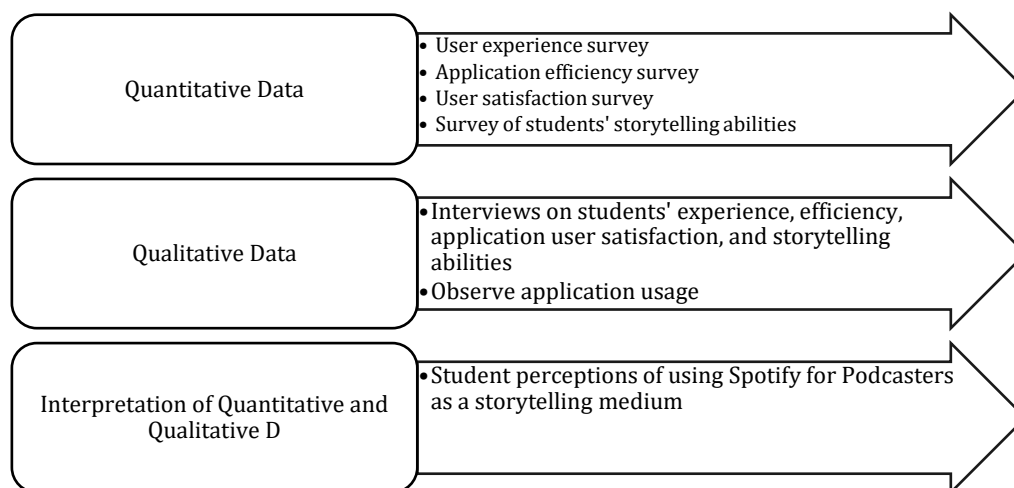 Quantitative Data
• User experience survey
• Application efficiency survey
• User satisfaction survey
• Survey of students' storytelling abilities
Qualitative Data
•Interviews on students' experience, efficiency,
application user satisfaction, and storytelling
abilities
•Observe application usage
Interpretation of Quantitative and
Qualitative D
•Student perceptions of using Spotify for Podcasters
as a storytelling medium